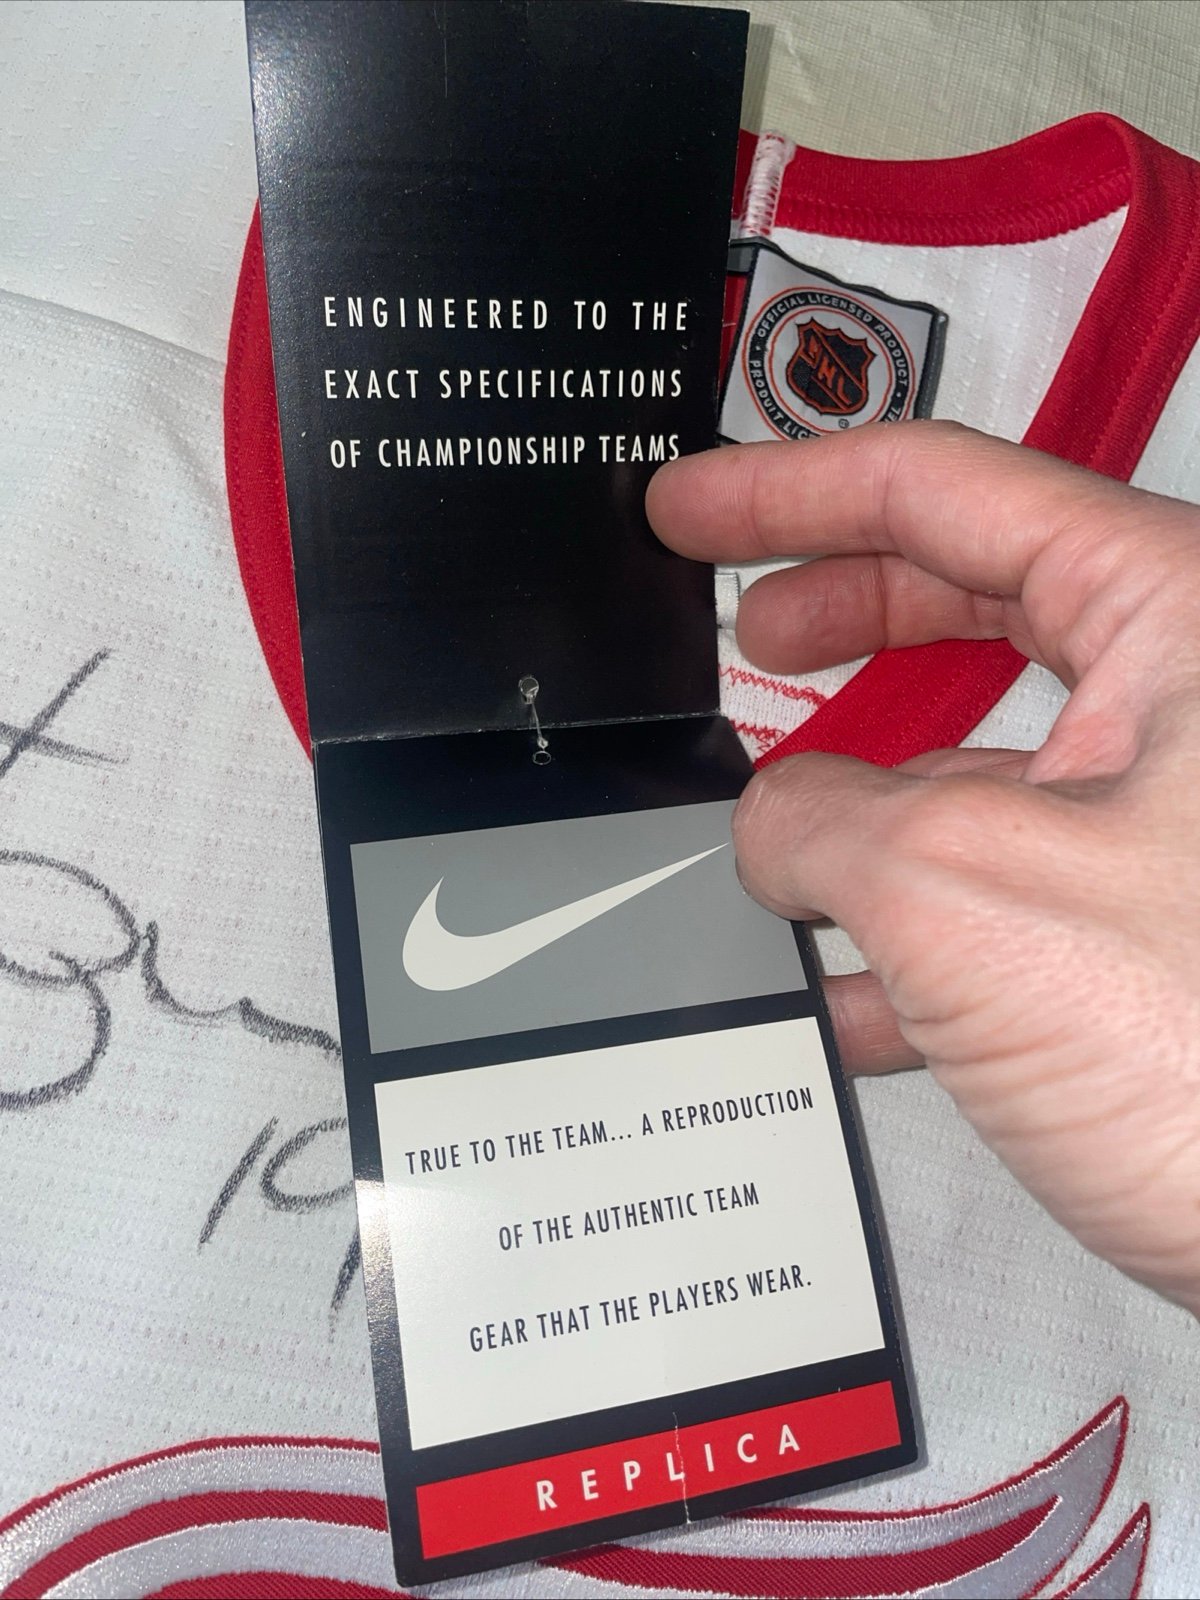 ENGINEERED TO THE
EXACT SPECIFICATIONS
OF CHAMPIONSHIP TEAMS
OFFICIAL LICENSED PRODUCT
NHL
®
TRUE TO THE TEAM... A REPRODUCTION
OF THE AUTHENTIC TEAM
GEAR THAT THE PLAYERS WEAR.
REPLICA
19